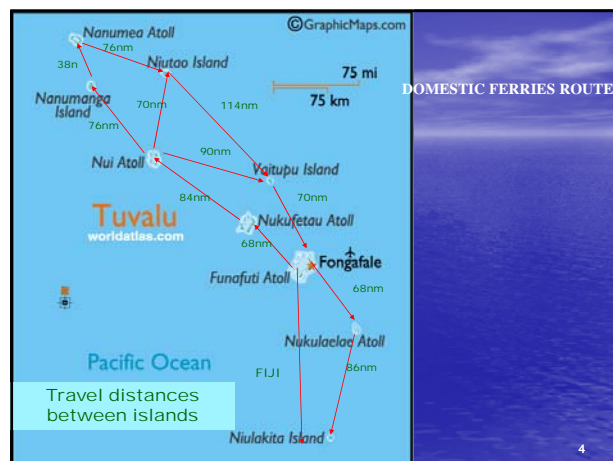 ©GraphicMaps.com
Nanumea Atoll
76nm
Niutao Island
38n
75 mi
75 km
DOMESTIC FERRIES ROUTE
Nanumanga
Island
70nm
114nm
76nm
90nm
Nui Atoll
Vaitupu Island
84nm
70nm
Tuvalu
worldatlas.com
Nukufetau Atoll
68nm
Fongafale
Funafuti Atoll
68nm
Nukulaelae Atoll
Pacific Ocean
FIJI
86nm
Travel distances
between islands
Niulakita Island
4